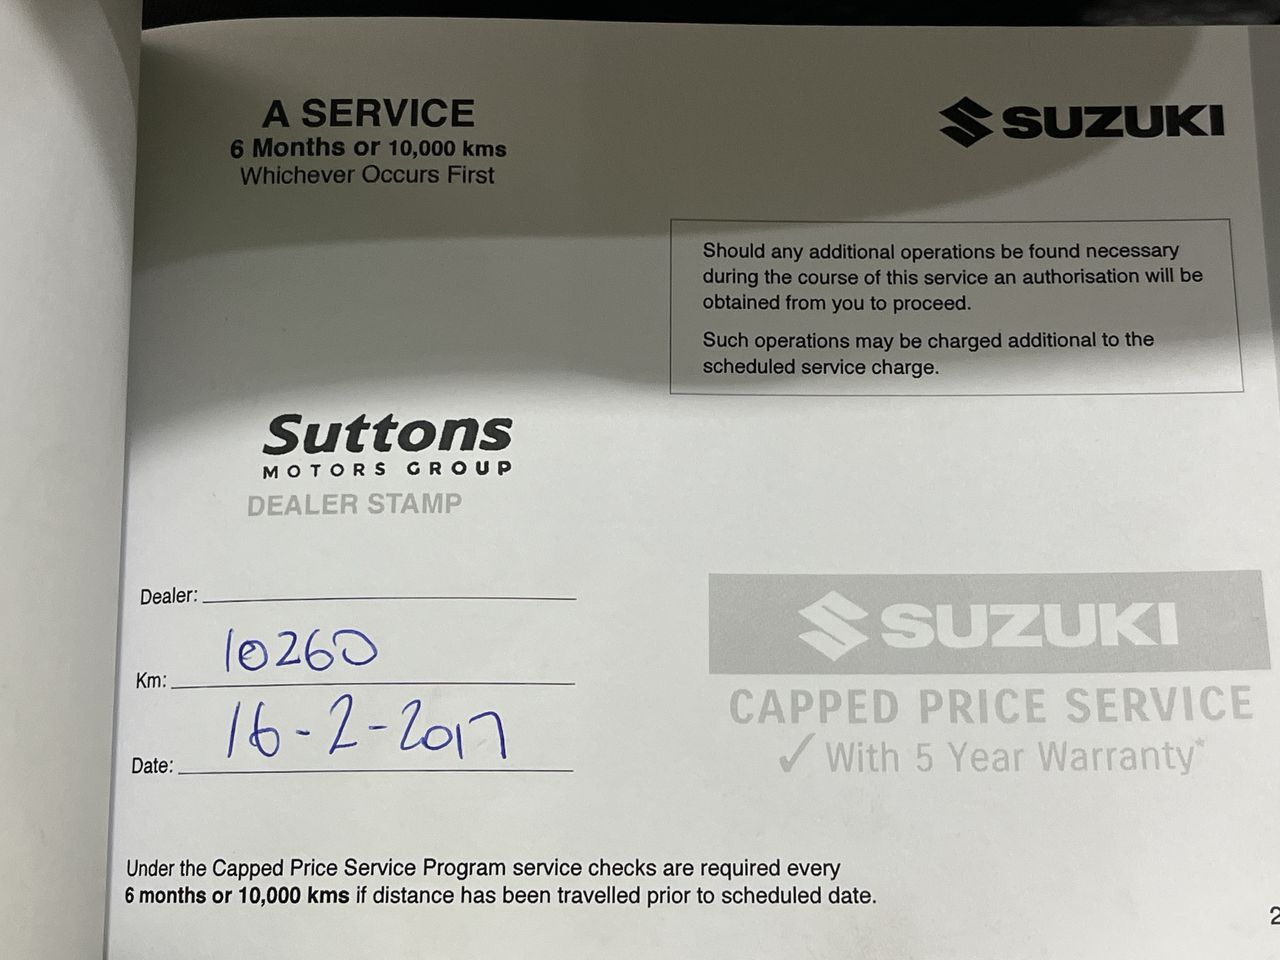 A SERVICE
6 Months or 10,000 kms
Whichever Occurs First
SUZUKI
Should any additional operations be found necessary
during the course of this service an authorisation will be
obtained from you to proceed.
Such operations may be charged additional to the
scheduled service charge.
Suttons
MOTORS GROUP
DEALER STAMP
Dealer:
Km: 10260
Date: 16-2-2017
SUZUKI
CAPPED PRICE SERVICE
✓ With 5 Year Warranty*
Under the Capped Price Service Program service checks are required every
6 months or 10,000 kms if distance has been travelled prior to scheduled date.